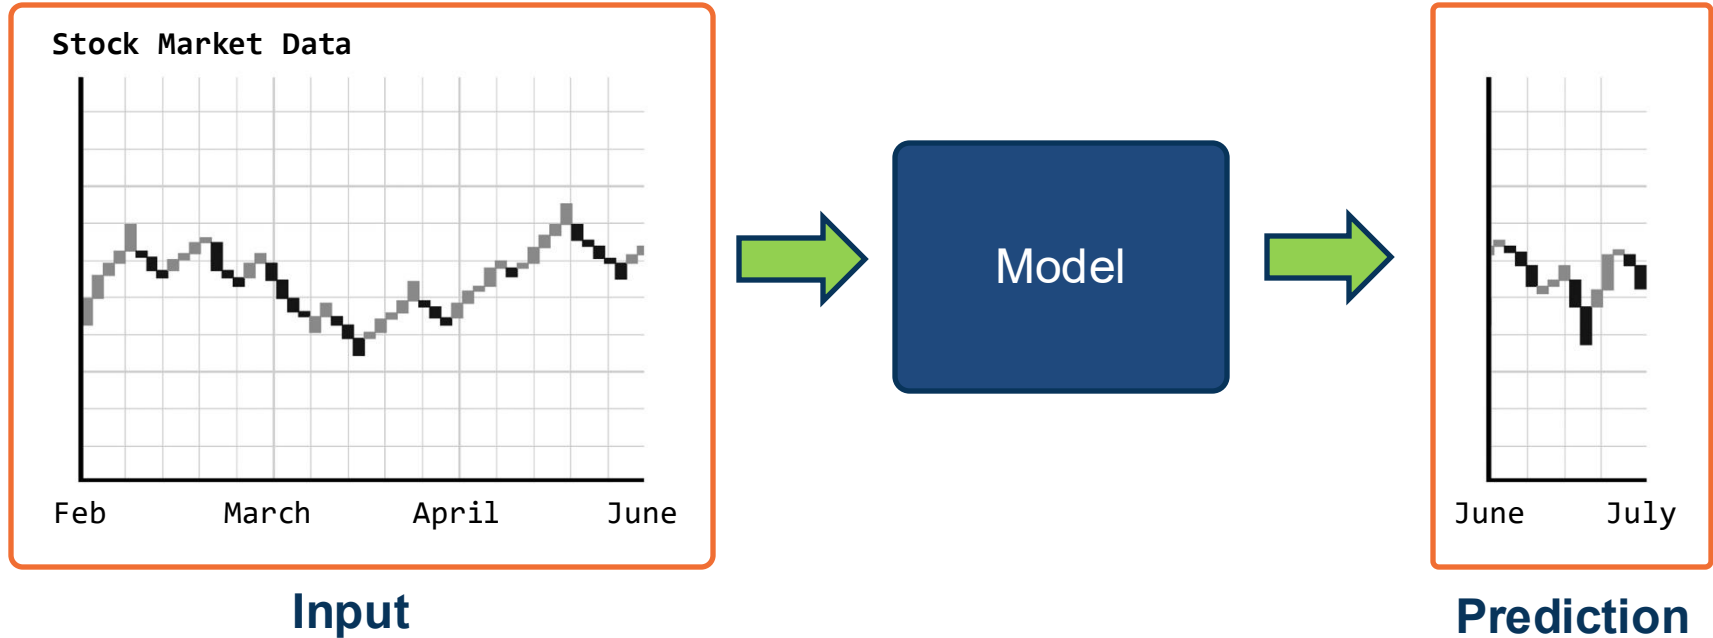 Stock Market Data
Feb March April June
Input
Model
June July
Prediction